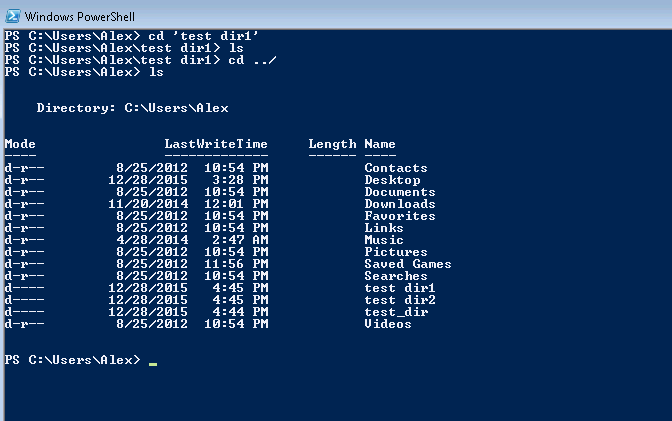 Windows PowerShell
PS C:\Users\Alex> cd 'test dir1'
PS C:\Users\Alex\test dir1> ls
PS C:\Users\Alex\test dir1> cd ../
PS C:\Users\Alex> ls
    Directory: C:\Users\Alex
Mode                LastWriteTime     Length Name
----                -------------     ------ ----
d-r--         8/25/2012  10:54 PM            Contacts
d-r--        12/28/2015   3:28 PM            Desktop
d-r--         8/25/2012  10:54 PM            Documents
d-r--        11/20/2014  12:01 PM            Downloads
d-r--         8/25/2012  10:54 PM            Favorites
d-r--         8/25/2012  10:54 PM            Links
d-r--         4/28/2014   2:47 AM            Music
d-r--         8/25/2012  10:54 PM            Pictures
d-r--         8/25/2012  11:56 PM            Saved Games
d-r--         8/25/2012  10:54 PM            Searches
d----        12/28/2015   4:45 PM            test dir1
d----        12/28/2015   4:45 PM            test dir2
d----        12/28/2015   4:44 PM            test_dir
d-r--         8/25/2012  10:54 PM            Videos
PS C:\Users\Alex> _